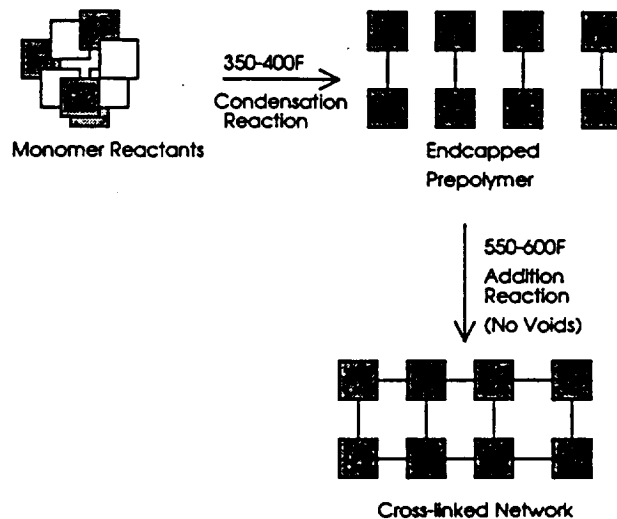 350-400F
Condensation
Reaction
Monomer Reactants
Endcapped
Prepolymer
550-600F
Addition
Reaction
(No Voids)
Cross-linked Network